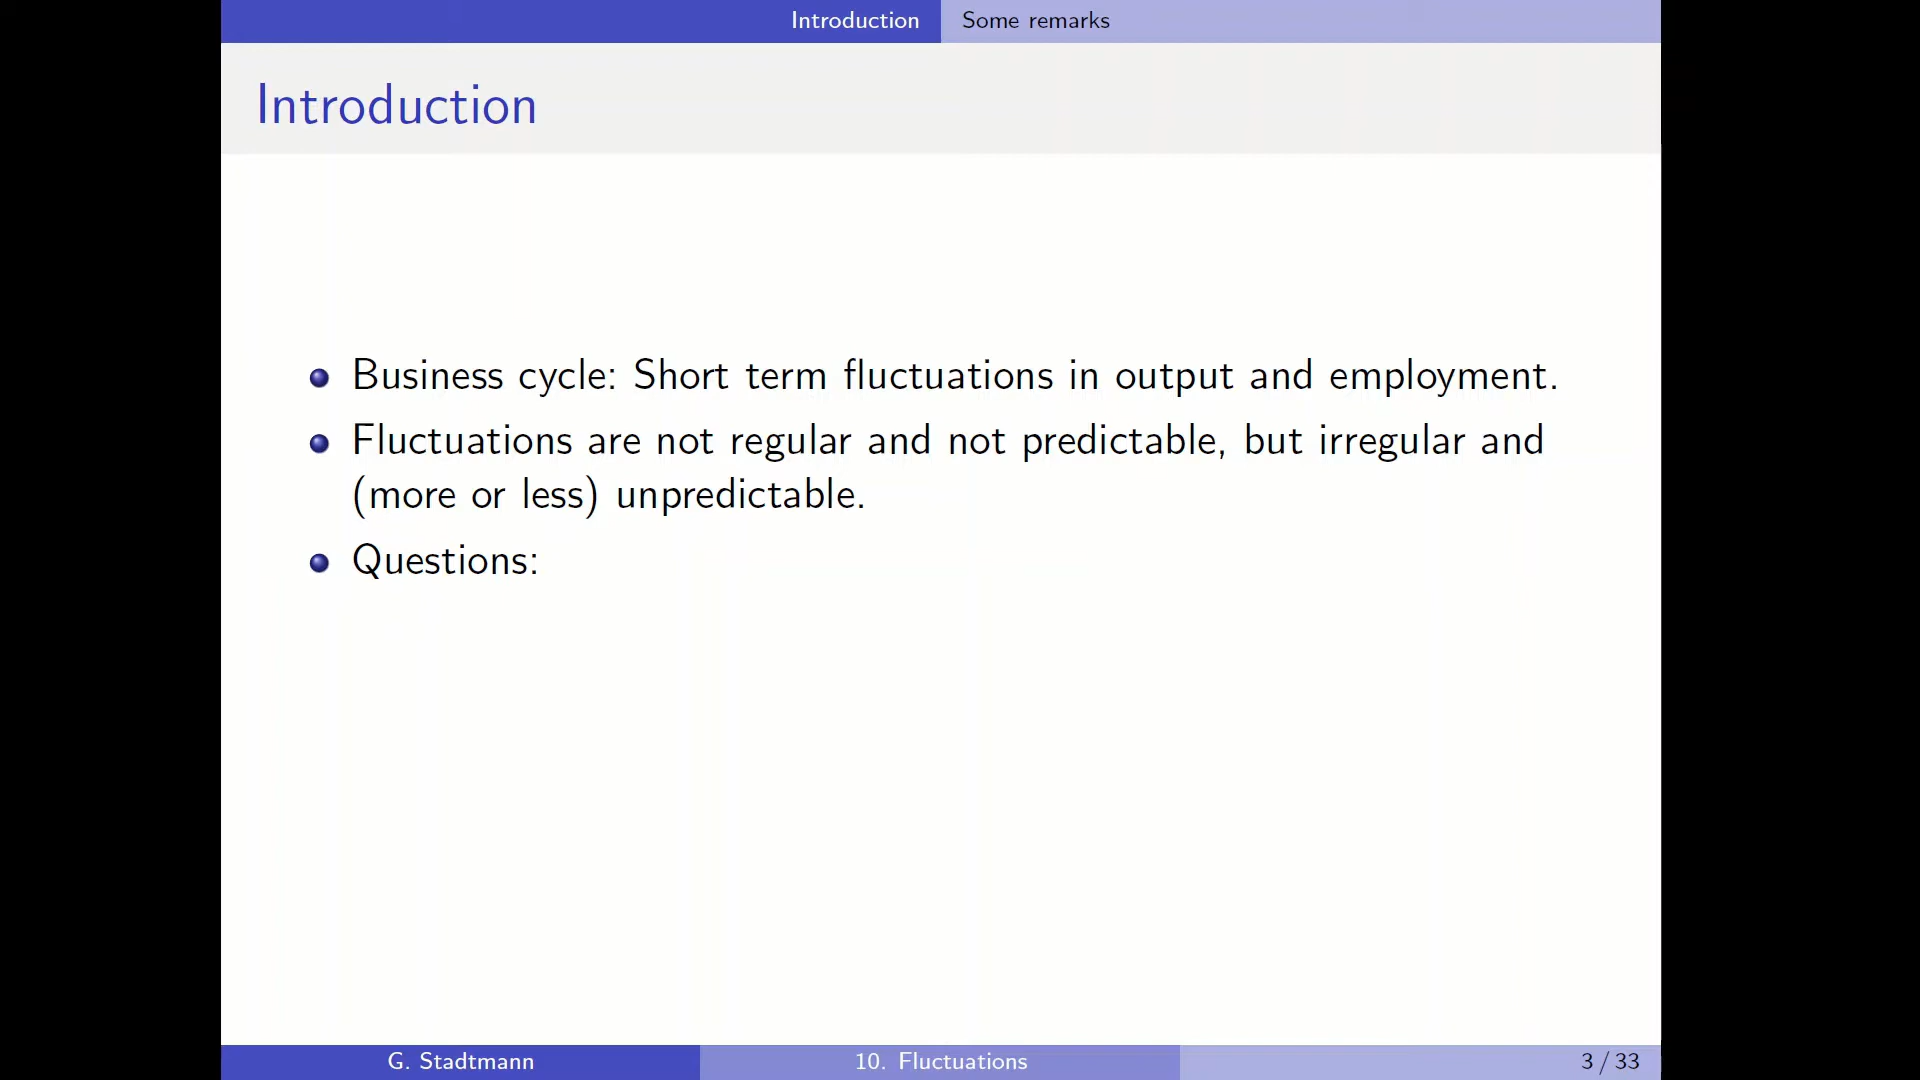 Introduction Some remarks
Introduction
Business cycle: Short term fluctuations in output and employment.
Fluctuations are not regular and not predictable, but irregular and
(more or less) unpredictable.
Questions:
G. Stadtmann 10. Fluctuations 3 / 33